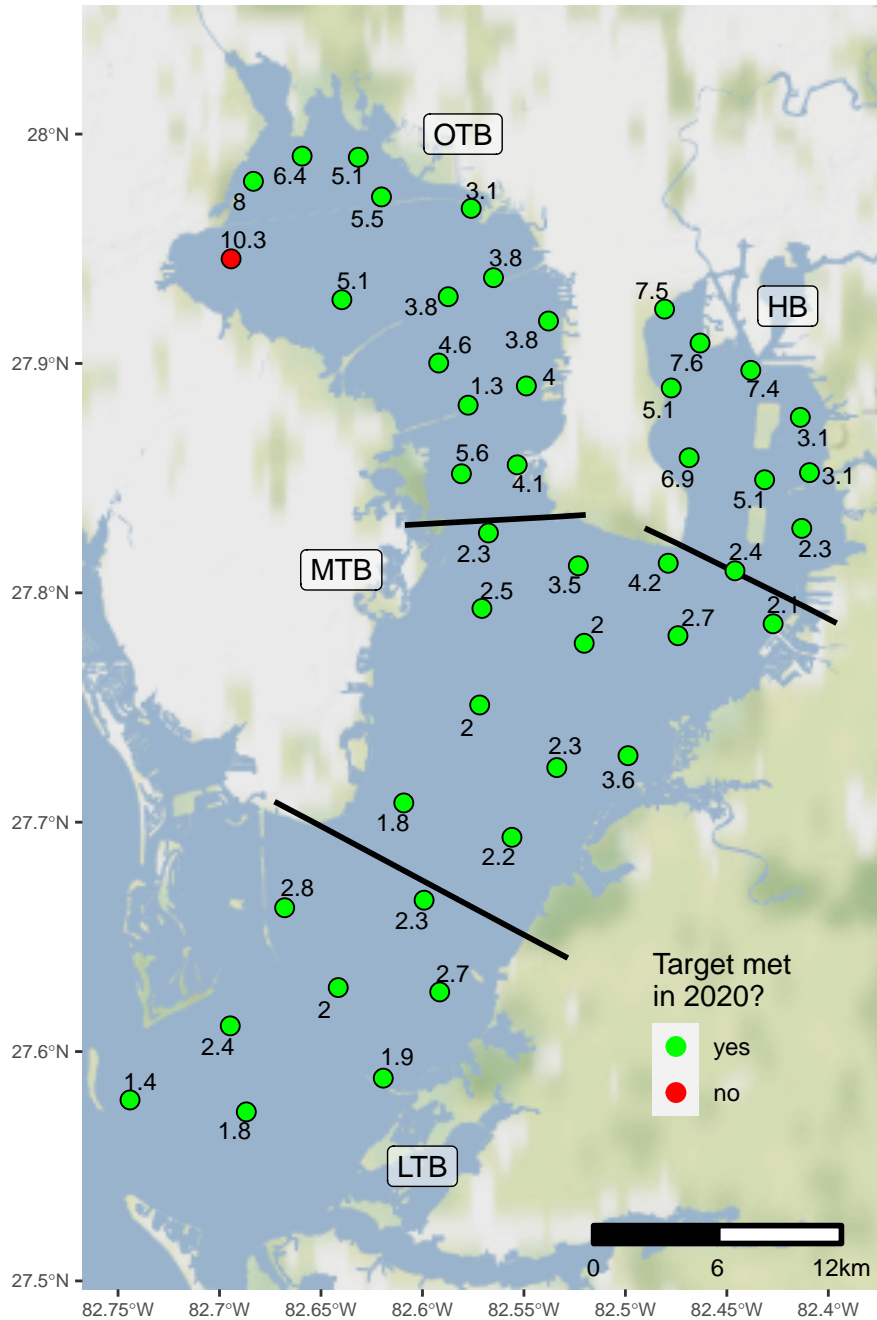 OTB
28°N
6.4
5.1
8
5.5
3.1
10.3
3.8
5.1
3.8
7.5
HB
3.8
4.6
7.6
27.9°N
1.3
4
7.4
5.1
3.1
5.6
4.1
6.9
5.1
3.1
2.3
2.3
2.4
MTB
3.5
4.2
27.8°N
2.5
2
2.7
2.1
2
2.3
3.6
27.7°N
1.8
2.2
2.8
2.3
Target met
in 2020?
2.7
2
yes
27.6°N
2.4
1.9
no
1.4
1.8
LTB
0 6 12km
27.5°N
82.75°W 82.7°W 82.65°W 82.6°W 82.55°W 82.5°W 82.45°W 82.4°W